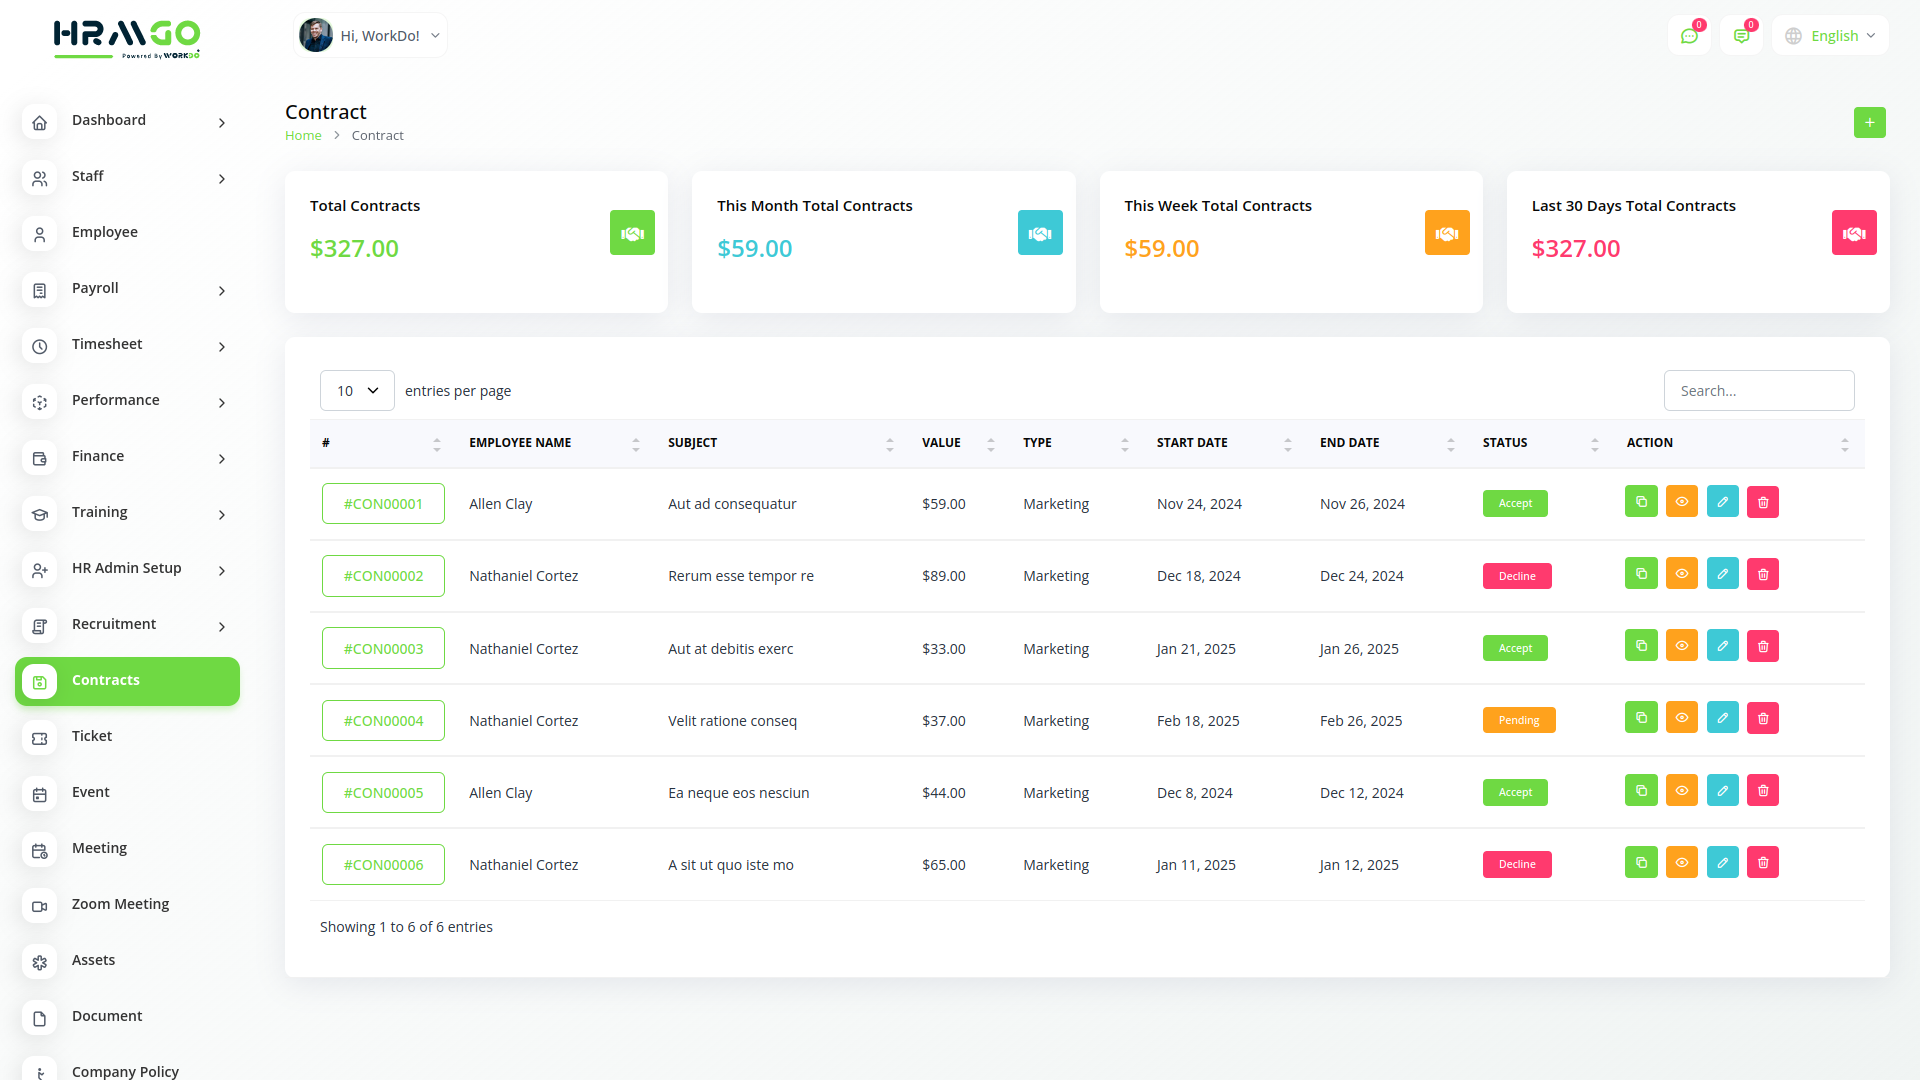 HRMGO
Powered By WORKDO
Hi, WorkDo!
0
0
English
Dashboard
Staff
Employee
Payroll
Timesheet
Performance
Finance
Training
HR Admin Setup
Recruitment
Contracts
Ticket
Event
Meeting
Zoom Meeting
Assets
Document
Company Policy
Contract
Home > Contract
+
Total Contracts
$327.00
This Month Total Contracts
$59.00
This Week Total Contracts
$59.00
Last 30 Days Total Contracts
$327.00
10 entries per page
Search...
# EMPLOYEE NAME SUBJECT VALUE TYPE START DATE END DATE STATUS ACTION
#CON00001 Allen Clay Aut ad consequatur $59.00 Marketing Nov 24, 2024 Nov 26, 2024 Accept
#CON00002 Nathaniel Cortez Rerum esse tempor re $89.00 Marketing Dec 18, 2024 Dec 24, 2024 Decline
#CON00003 Nathaniel Cortez Aut at debitis exerc $33.00 Marketing Jan 21, 2025 Jan 26, 2025 Accept
#CON00004 Nathaniel Cortez Velit ratione conseq $37.00 Marketing Feb 18, 2025 Feb 26, 2025 Pending
#CON00005 Allen Clay Ea neque eos nesciun $44.00 Marketing Dec 8, 2024 Dec 12, 2024 Accept
#CON00006 Nathaniel Cortez A sit ut quo iste mo $65.00 Marketing Jan 11, 2025 Jan 12, 2025 Decline
Showing 1 to 6 of 6 entries